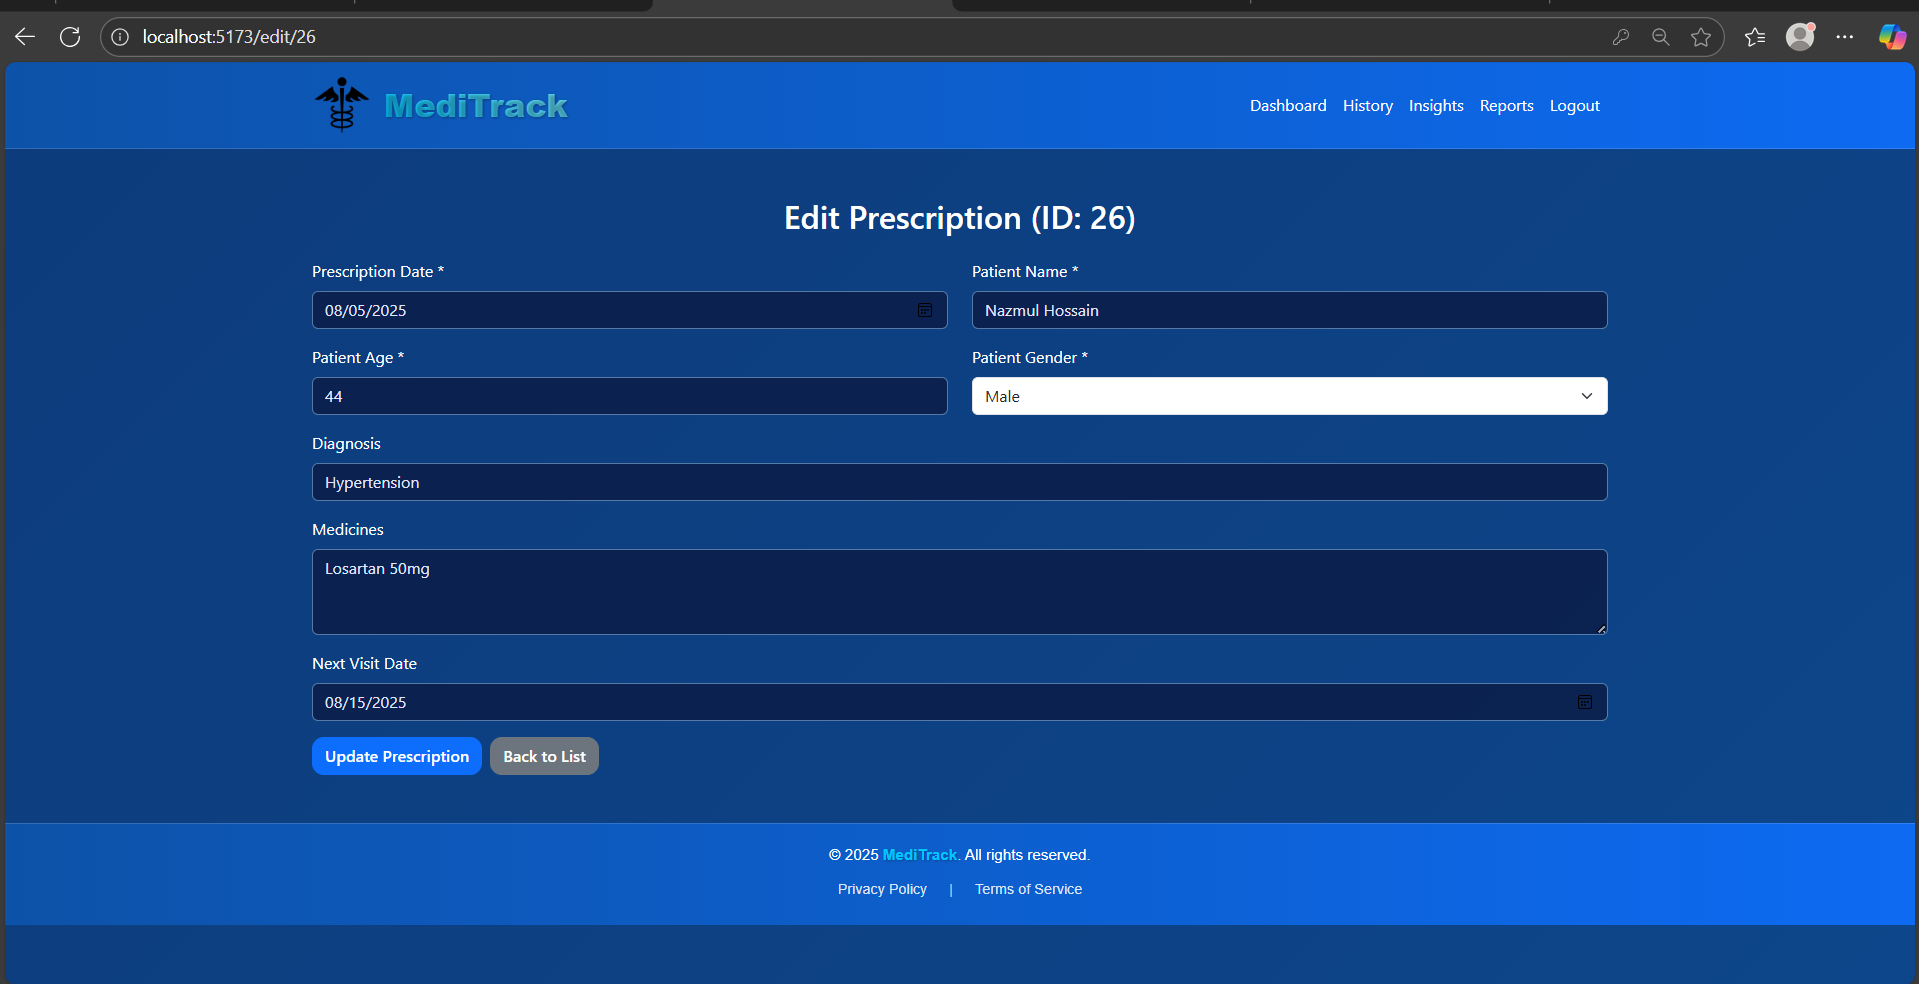 localhost:5173/edit/26
MediTrack
Dashboard History Insights Reports Logout
Edit Prescription (ID: 26)
Prescription Date *
Patient Name *
08/05/2025
Nazmul Hossain
Patient Age *
Patient Gender *
44
Male
Diagnosis
Hypertension
Medicines
Losartan 50mg
Next Visit Date
08/15/2025
Update Prescription
Back to List
© 2025 MediTrack. All rights reserved.
Privacy Policy | Terms of Service